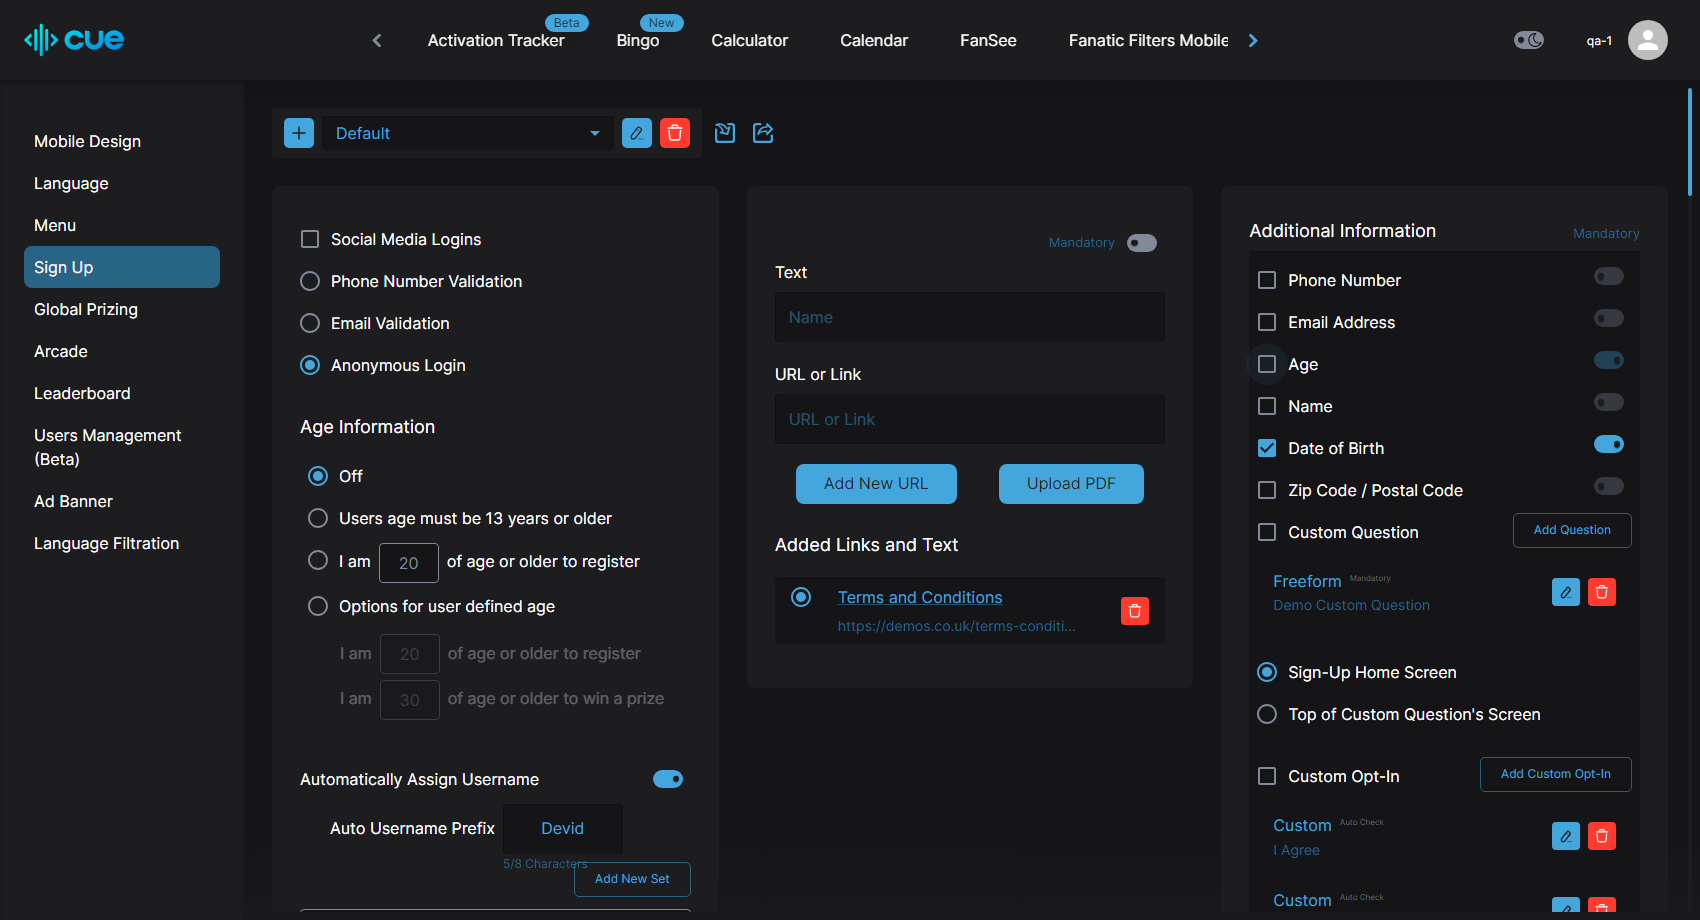 cue
Activation Tracker
Beta
Bingo
New
Calculator
Calendar
FanSee
Fanatic Filters Mobile
qa-1
Mobile Design
Language
Menu
Sign Up
Global Prizing
Arcade
Leaderboard
Users Management
(Beta)
Ad Banner
Language Filtration
Default
Social Media Logins
Phone Number Validation
Email Validation
Anonymous Login
Age Information
Off
Users age must be 13 years or older
I am 20 of age or older to register
Options for user defined age
I am 20 of age or older to register
I am 30 of age or older to win a prize
Automatically Assign Username
Auto Username Prefix Devid
5/8 Characters
Add New Set
Mandatory
Text
Name
URL or Link
URL or Link
Add New URL
Upload PDF
Added Links and Text
Terms and Conditions
https://demos.co.uk/terms-conditi...
Additional Information
Mandatory
Phone Number
Email Address
Age
Name
Date of Birth
Zip Code / Postal Code
Custom Question
Add Question
Freeform Mandatory
Demo Custom Question
Sign-Up Home Screen
Top of Custom Question's Screen
Custom Opt-In
Add Custom Opt-In
Custom Auto Check
I Agree
Custom Auto Check